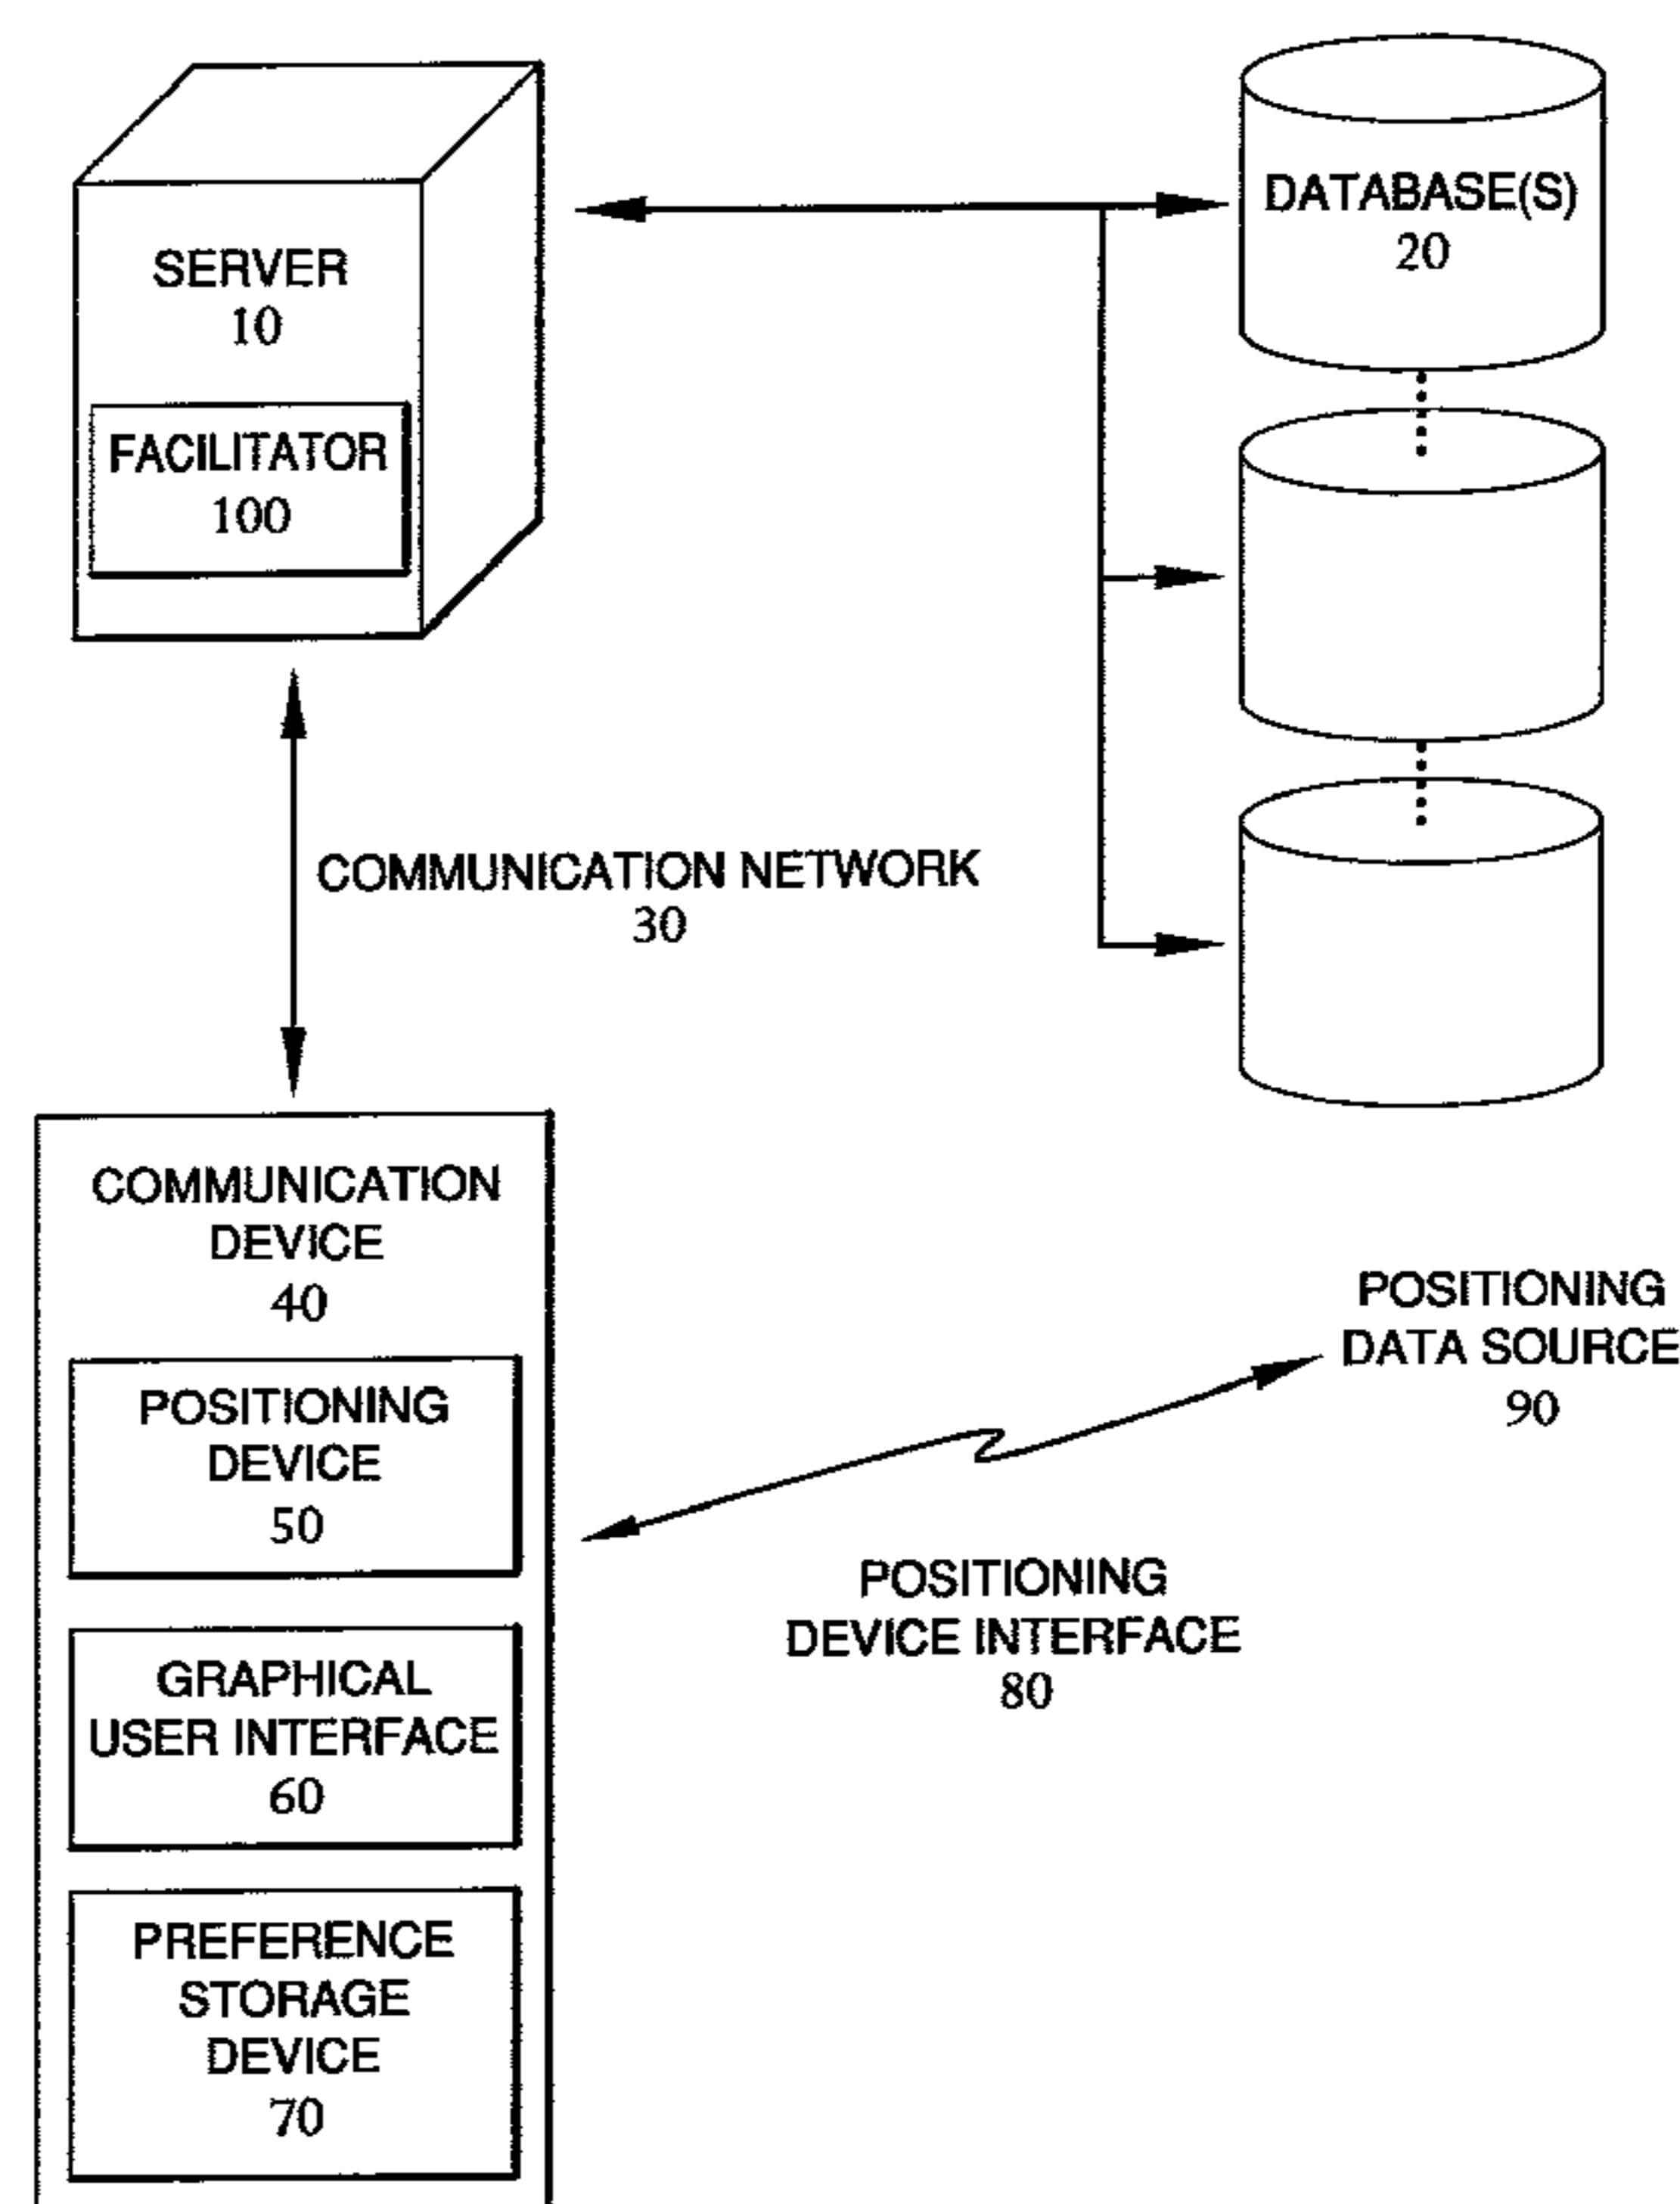 SERVER
10
FACILITATOR
100
DATABASE(S)
20
COMMUNICATION NETWORK
30
COMMUNICATION
DEVICE
40
POSITIONING
DEVICE
50
GRAPHICAL
USER INTERFACE
60
PREFERENCE
STORAGE
DEVICE
70
POSITIONING
DATA SOURCE
90
POSITIONING
DEVICE INTERFACE
80